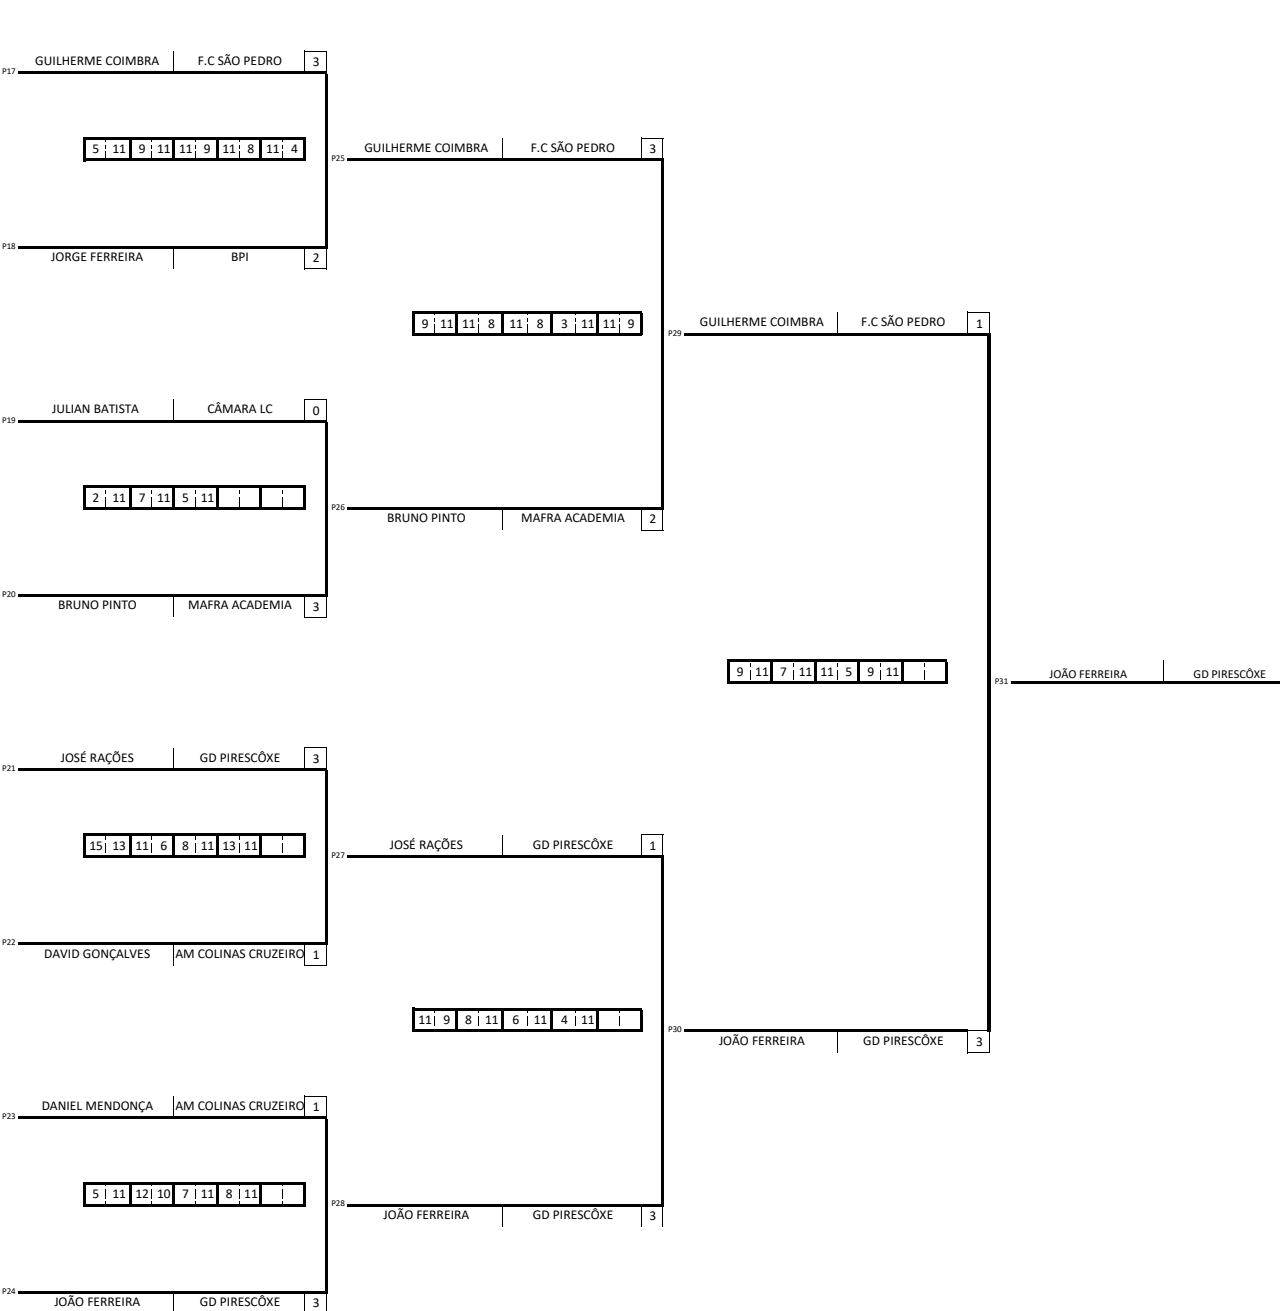 GUILHERME COIMBRA F.C SÃO PEDRO 3
P17
5 11 9 11 11 9 11 8 11 4
P25 GUILHERME COIMBRA F.C SÃO PEDRO 3
P18
JORGE FERREIRA BPI 2
9 11 11 8 11 8 3 11 11 9
P29 GUILHERME COIMBRA F.C SÃO PEDRO 1
JULIAN BATISTA CÂMARA LC 0
P19
2 11 7 11 5 11
P26
BRUNO PINTO MAFRA ACADEMIA 2
P20
BRUNO PINTO MAFRA ACADEMIA 3
9 11 7 11 11 5 9 11
P31 JOÃO FERREIRA GD PIRESCÔXE
JOSÉ RAÇÕES GD PIRESCÔXE 3
P21
15 13 11 6 8 11 13 11
P27 JOSÉ RAÇÕES GD PIRESCÔXE 1
P22
DAVID GONÇALVES AM COLINAS CRUZEIRO 1
11 9 8 11 6 11 4 11
P30
JOÃO FERREIRA GD PIRESCÔXE 3
DANIEL MENDONÇA AM COLINAS CRUZEIRO 1
P23
5 11 12 10 7 11 8 11
P28
JOÃO FERREIRA GD PIRESCÔXE 3
P24
JOÃO FERREIRA GD PIRESCÔXE 3